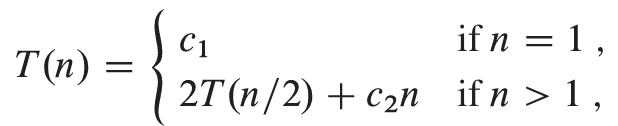 T(n) = { c₁ if n = 1 ,
2T(n/2) + c₂n if n > 1 ,